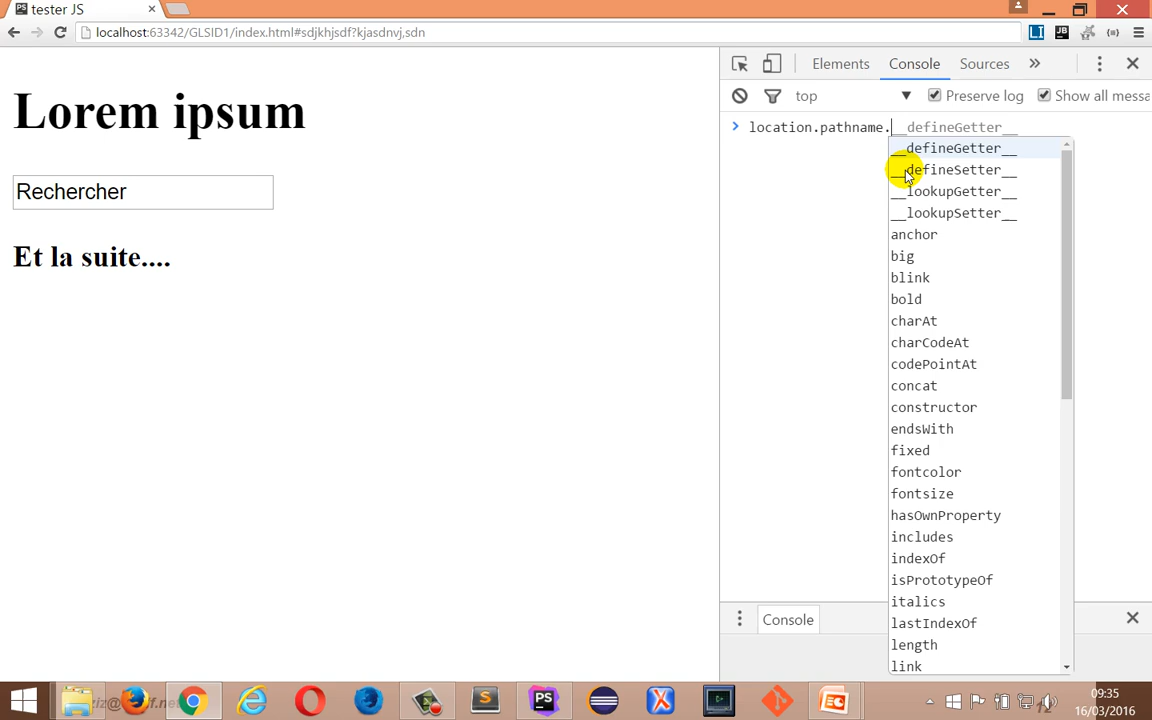 tester JS
localhost:63342/GLSID1/index.html#sdjkhjsdf?kjasdnvj,sdn
Lorem ipsum
Rechercher
Et la suite....
Elements Console Sources »
top Preserve log Show all messa
> location.pathname.__defineGetter__
__defineGetter__
__defineSetter__
__lookupGetter__
__lookupSetter__
anchor
big
blink
bold
charAt
charCodeAt
codePointAt
concat
constructor
endsWith
fixed
fontcolor
fontsize
hasOwnProperty
includes
indexOf
isPrototypeOf
italics
lastIndexOf
length
link
Console
09:35
16/03/2016